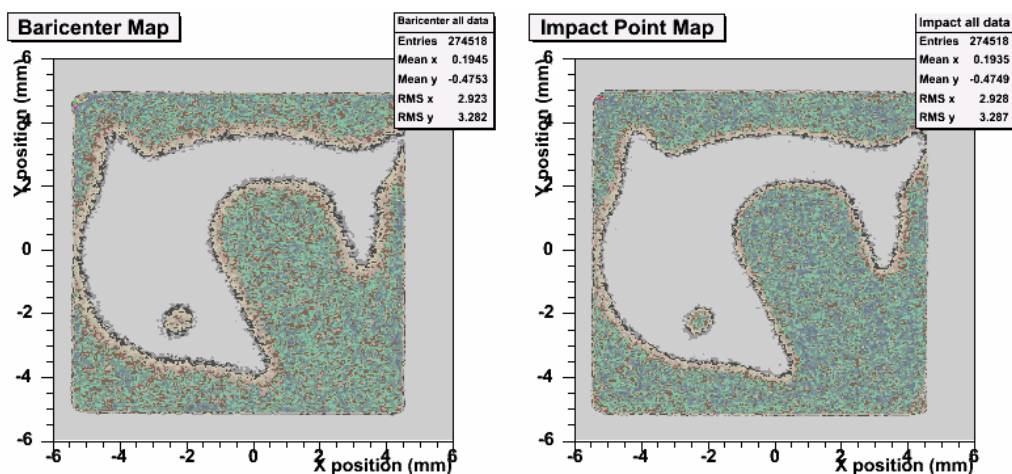 Baricenter Map
Baricenter all data
Entries 274518
Mean x 0.1945
Mean y -0.4753
RMS x 2.923
RMS y 3.282
Y position (mm)
6
4
2
0
-2
-4
-6
-6 -4 -2 0 2 4 6
X position (mm)
Impact Point Map
Impact all data
Entries 274518
Mean x 0.1935
Mean y -0.4749
RMS x 2.928
RMS y 3.287
Y position (mm)
6
4
2
0
-2
-4
-6
-6 -4 -2 0 2 4 6
X position (mm)